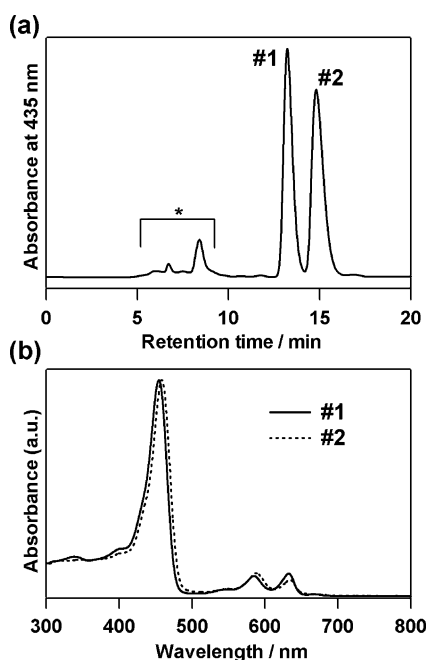 (a)
#1
#2
*
Absorbance at 435 nm
0 5 10 15 20
Retention time / min
(b)
#1
#2
Absorbance (a.u.)
300 400 500 600 700 800
Wavelength / nm